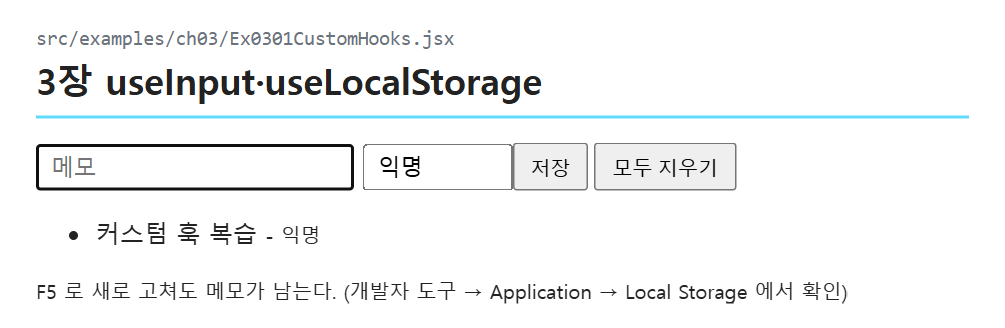 src/examples/ch03/Ex0301CustomHooks.jsx
3장 useInput·useLocalStorage
메모 익명 저장 모두 지우기
• 커스텀 훅 복습 - 익명
F5 로 새로 고쳐도 메모가 남는다. (개발자 도구 → Application → Local Storage 에서 확인)